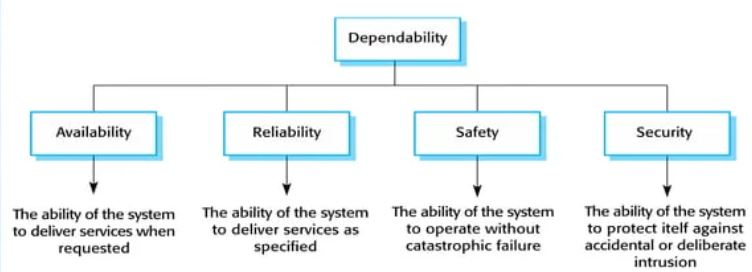 Dependability
Availability
Reliability
Safety
Security
The ability of the system
to deliver services when
requested
The ability of the system
to deliver services as
specified
The ability of the system
to operate without
catastrophic failure
The ability of the system
to protect itelf against
accidental or deliberate
intrusion